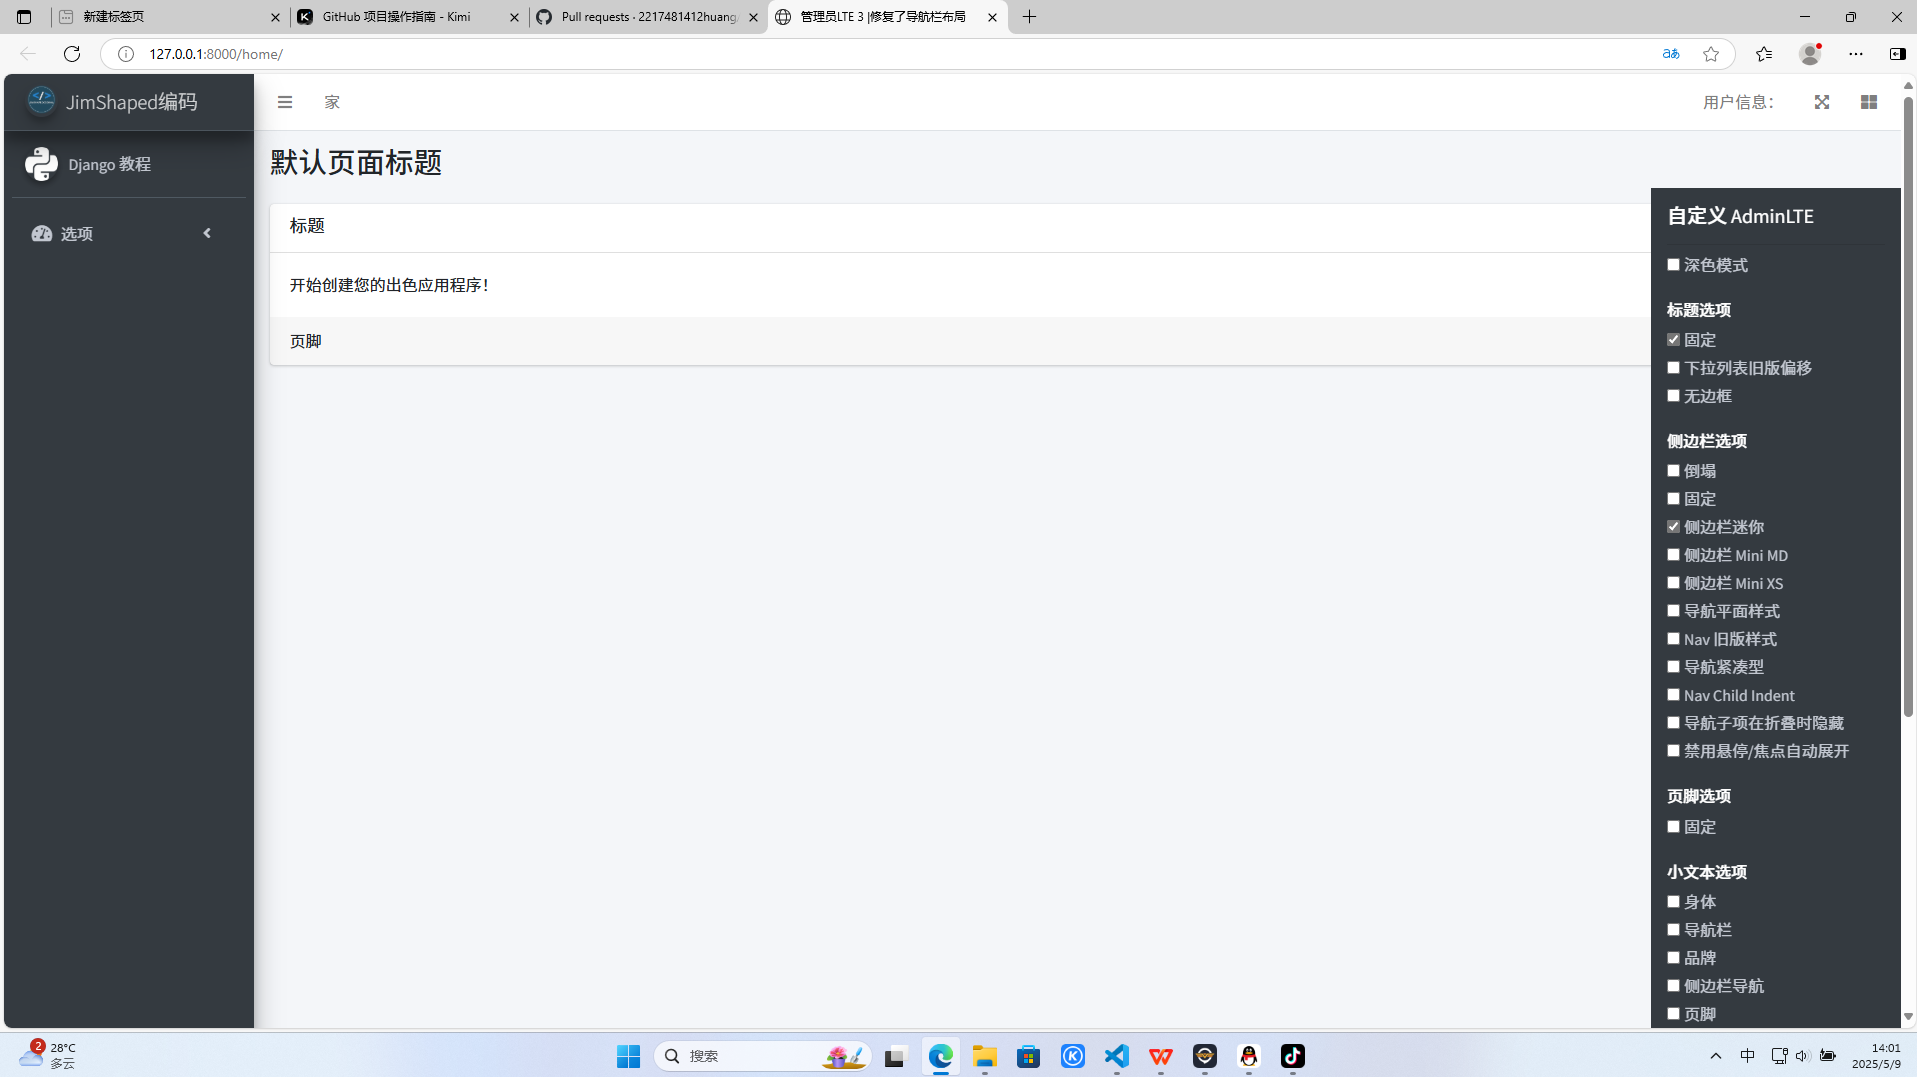 新建标签页
GitHub 项目操作指南 - Kimi
Pull requests · 2217481412huang
管理员LTE 3 |修复了导航栏布局
127.0.0.1:8000/home/
aあ
JimShaped编码
家
用户信息：
Django 教程
选项
默认页面标题
标题
开始创建您的出色应用程序！
页脚
自定义 AdminLTE
深色模式
标题选项
固定
下拉列表旧版偏移
无边框
侧边栏选项
倒塌
固定
侧边栏迷你
侧边栏 Mini MD
侧边栏 Mini XS
导航平面样式
Nav 旧版样式
导航紧凑型
Nav Child Indent
导航子项在折叠时隐藏
禁用悬停/焦点自动展开
页脚选项
固定
小文本选项
身体
导航栏
品牌
侧边栏导航
页脚
2
28°C
多云
搜索
中
14:01
2025/5/9